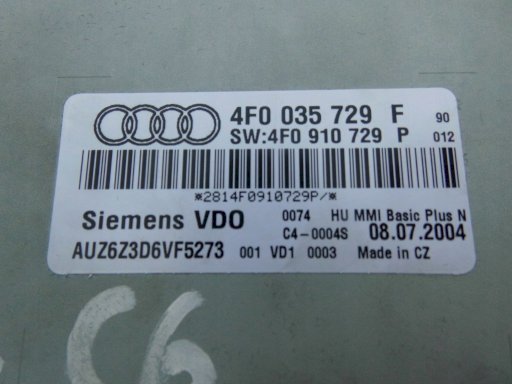 4F0 035 729 F 90
SW:4F0 910 729 P 012
*2814F0910729P/*
Siemens VDO 0074 HU MMI Basic Plus N
C4-0004S 08.07.2004
AUZ6Z3D6VF5273 001 VD1 0003 Made in CZ
C6